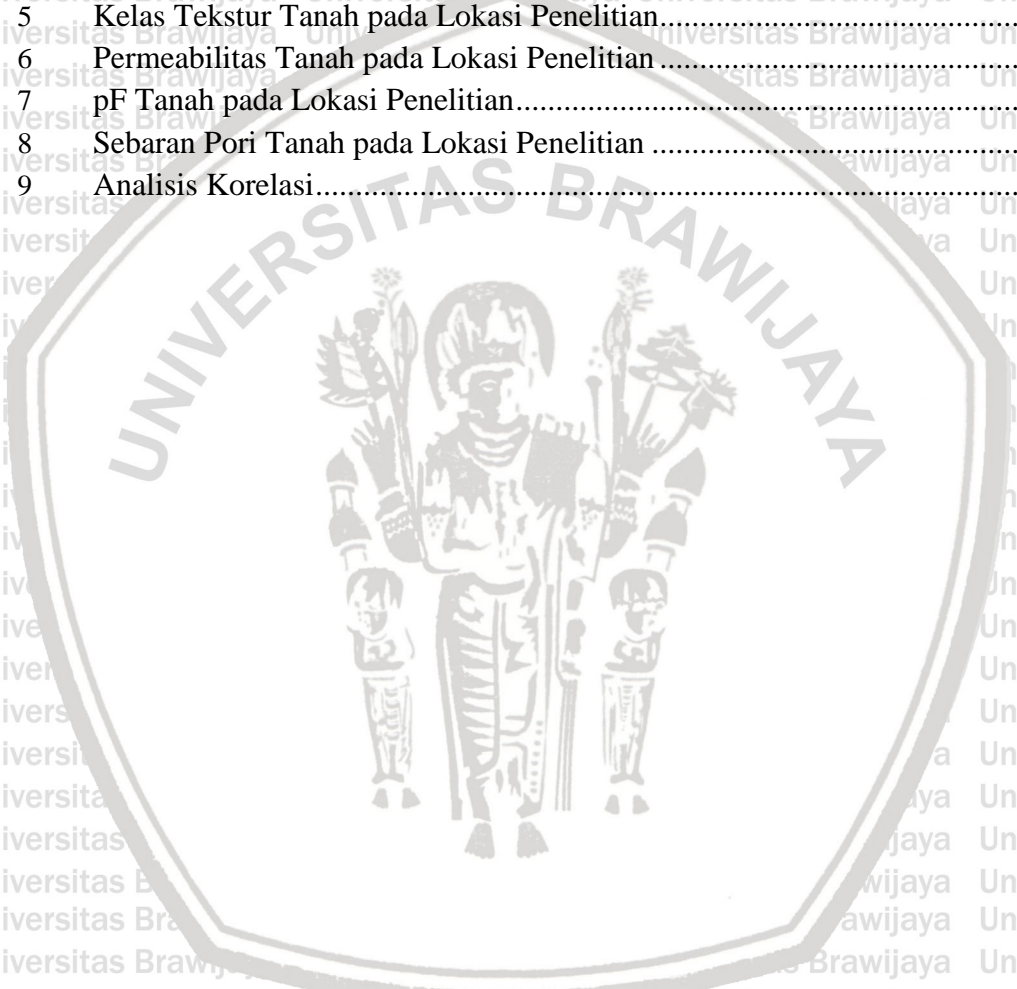 5 Kelas Tekstur Tanah pada Lokasi Penelitian
6 Permeabilitas Tanah pada Lokasi Penelitian
7 pF Tanah pada Lokasi Penelitian
8 Sebaran Pori Tanah pada Lokasi Penelitian
9 Analisis Korelasi
UNIVERSITAS BRAWIJAYA